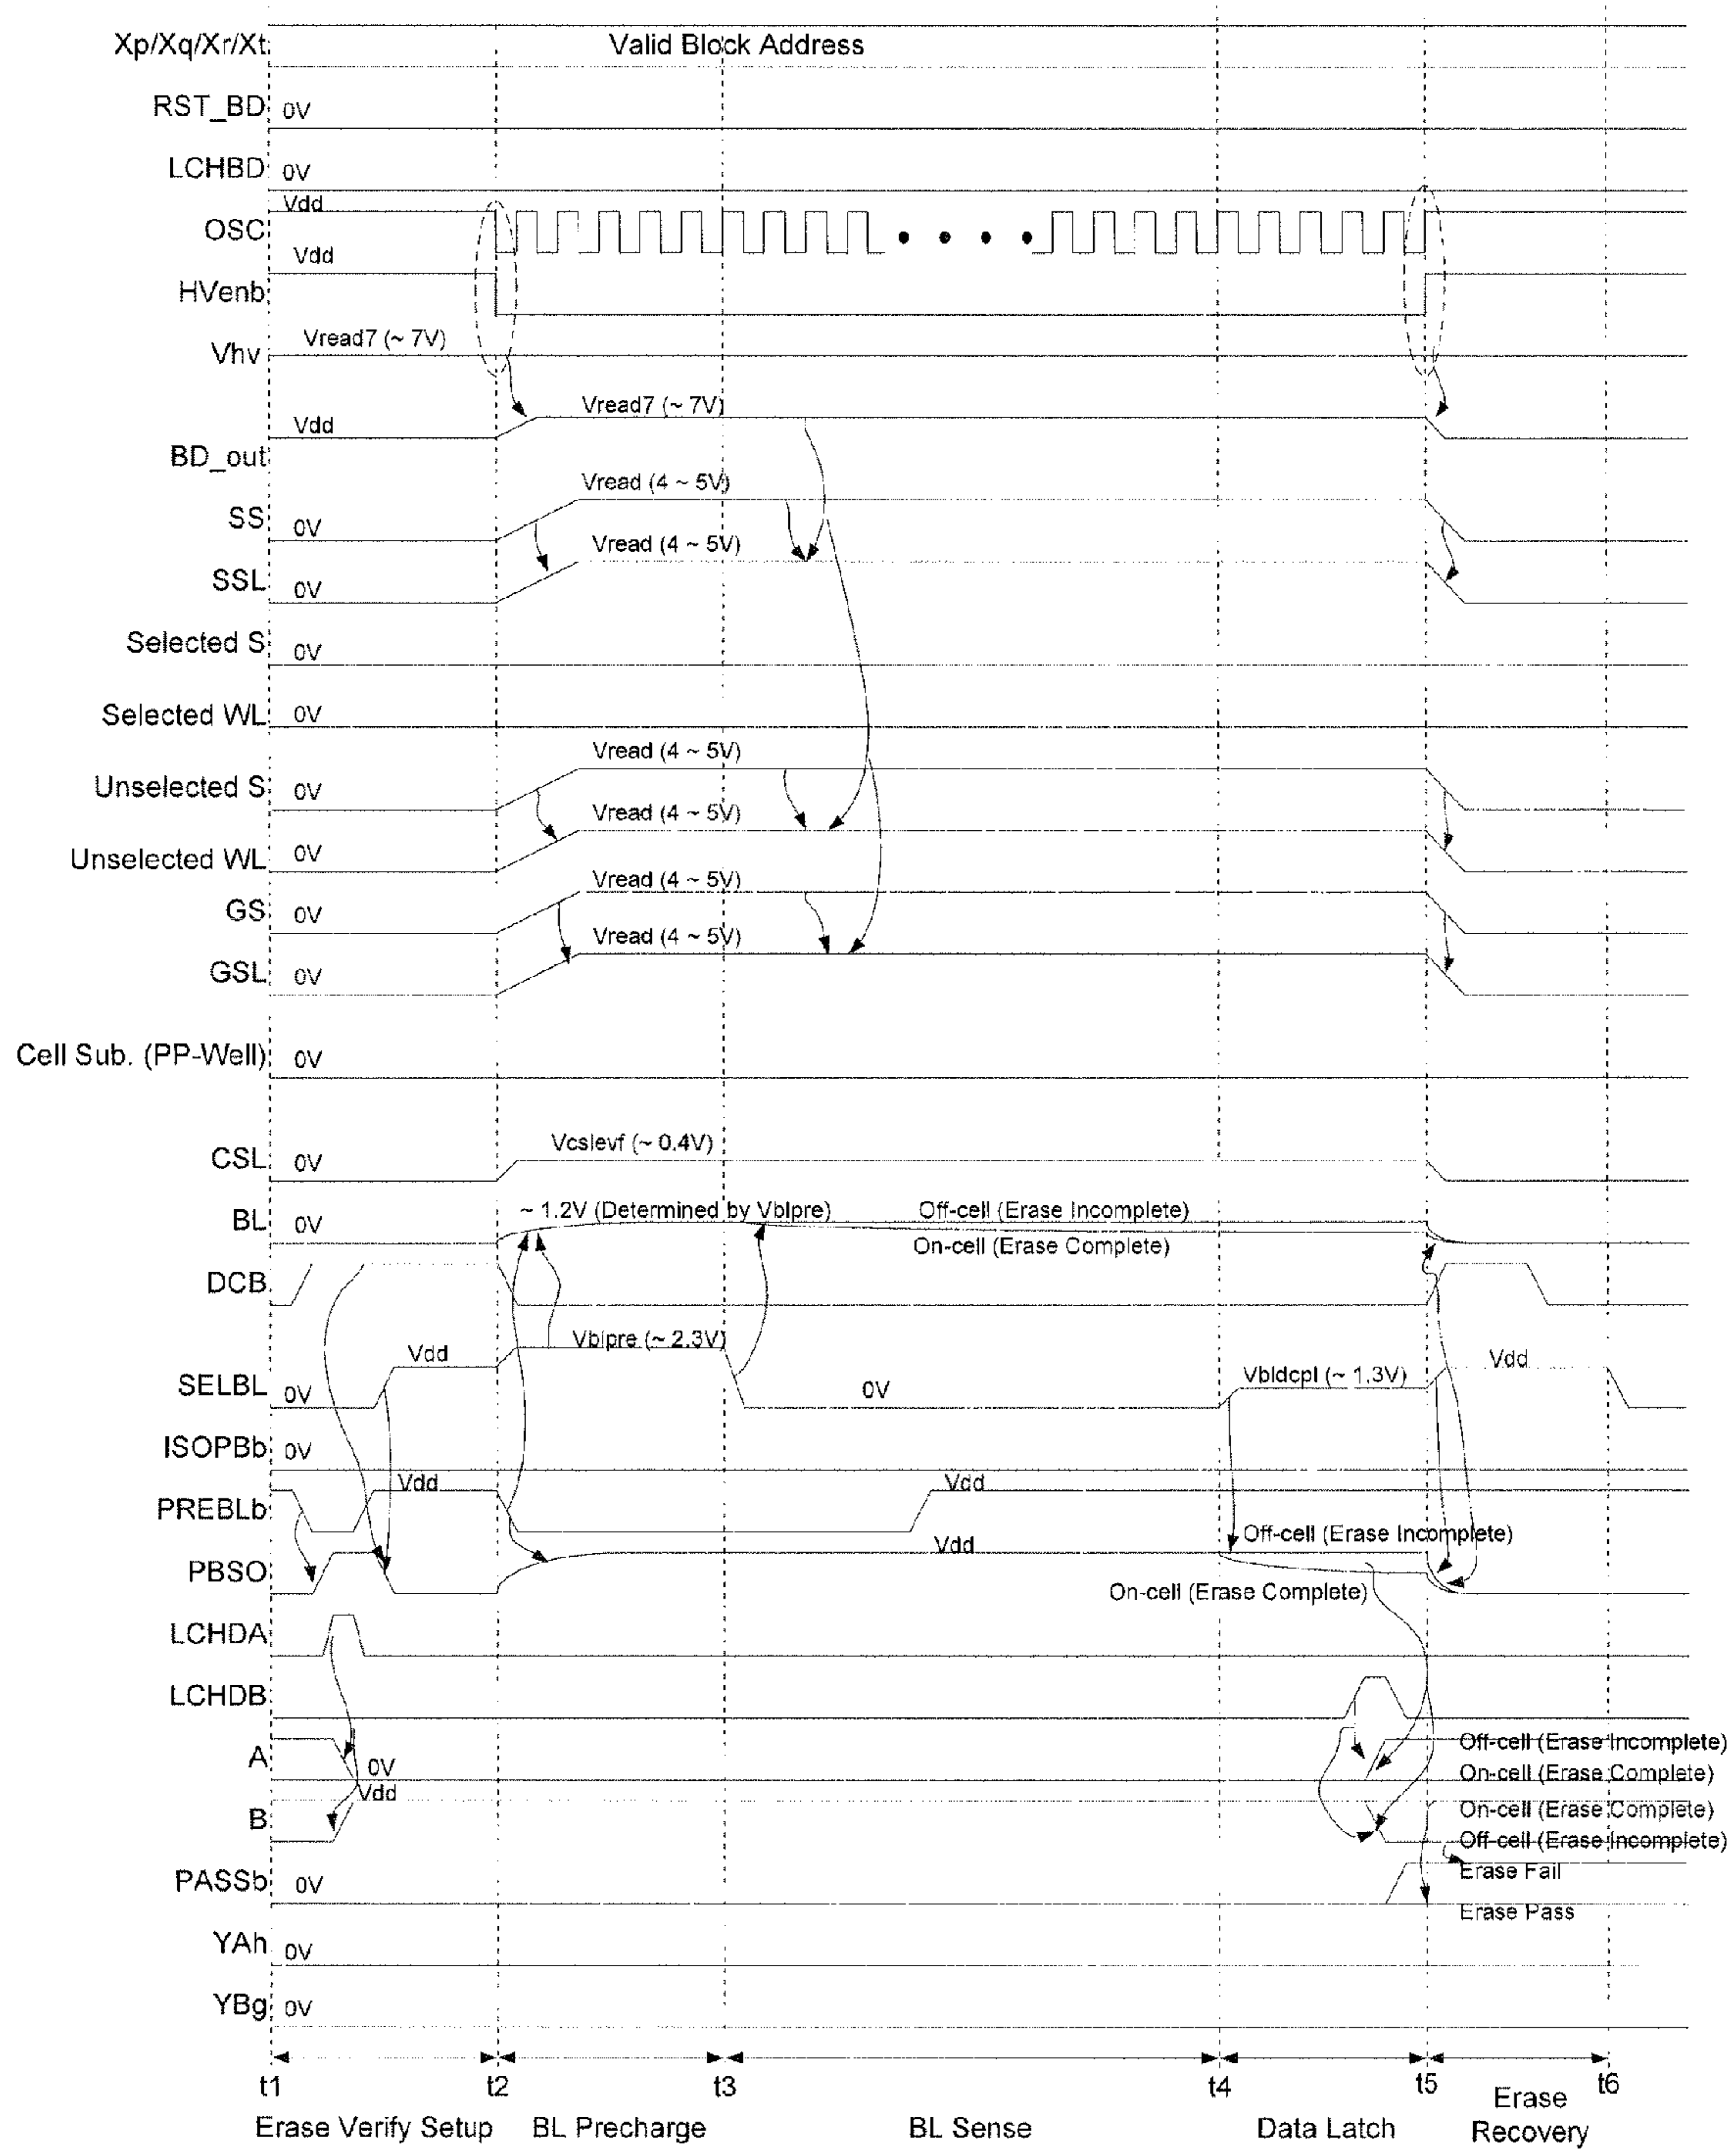 Xp/Xq/Xr/Xt
Valid Block Address
RST_BD
0V
LCHBD
0V
Vdd
OSC
Vdd
HVenb
Vread7 (~ 7V)
Vhv
Vread7 (~ 7V)
Vdd
BD_out
Vread (4 ~ 5V)
SS
0V
Vread (4 ~ 5V)
SSL
0V
Selected S
0V
Selected WL
0V
Vread (4 ~ 5V)
Unselected S
0V
Vread (4 ~ 5V)
Unselected WL
0V
Vread (4 ~ 5V)
GS
0V
Vread (4 ~ 5V)
GSL
0V
Cell Sub. (PP-Well)
0V
Vcslevf (~ 0.4V)
CSL
0V
~ 1.2V (Determined by Vblpre)
Off-cell (Erase Incomplete)
BL
0V
On-cell (Erase Complete)
DCB
Vblpre (~ 2.3V)
Vdd
Vdd
Vbldcpl (~ 1.3V)
SELBL
0V
0V
ISOPBb
0V
Vdd
Vdd
PREBLb
Off-cell (Erase Incomplete)
Vdd
PBSO
On-cell (Erase Complete)
LCHDA
LCHDB
Off-cell (Erase Incomplete)
A
0V
On-cell (Erase Complete)
Vdd
On-cell (Erase Complete)
B
Off-cell (Erase Incomplete)
PASSb
0V
Erase Fail
Erase Pass
YAh
0V
YBg
0V
t1
t2
t3
t4
t5
t6
Erase Verify Setup
BL Precharge
BL Sense
Data Latch
Erase
Recovery